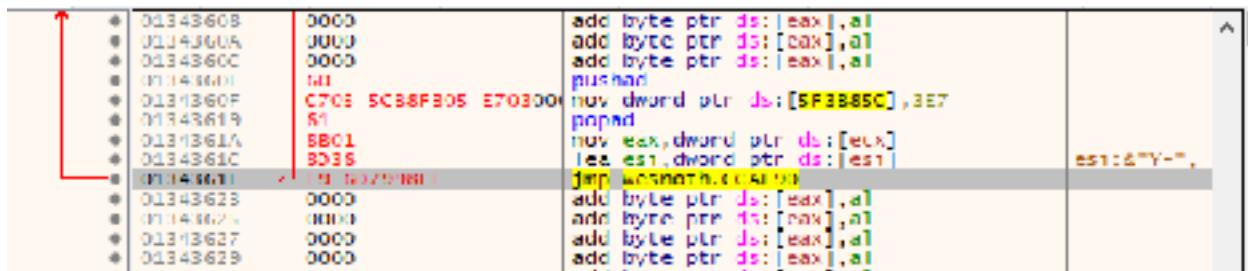 01343608 0000 add byte ptr ds:[eax],al
0134360A 0000 add byte ptr ds:[eax],al
0134360C 0000 add byte ptr ds:[eax],al
60 pushad
0134360F mov dword ptr ds:[5F3B85C],3E7
01343619 61 popad
0134361A 8B01 mov eax,dword ptr ds:[ecx]
0134361C 8D36 lea esi,dword ptr ds:[esi] esi:&"Y-",
jmp wesnoth.CCAE90
01343623 0000 add byte ptr ds:[eax],al
01343625 0000 add byte ptr ds:[eax],al
01343627 0000 add byte ptr ds:[eax],al
01343629 0000 add byte ptr ds:[eax],al